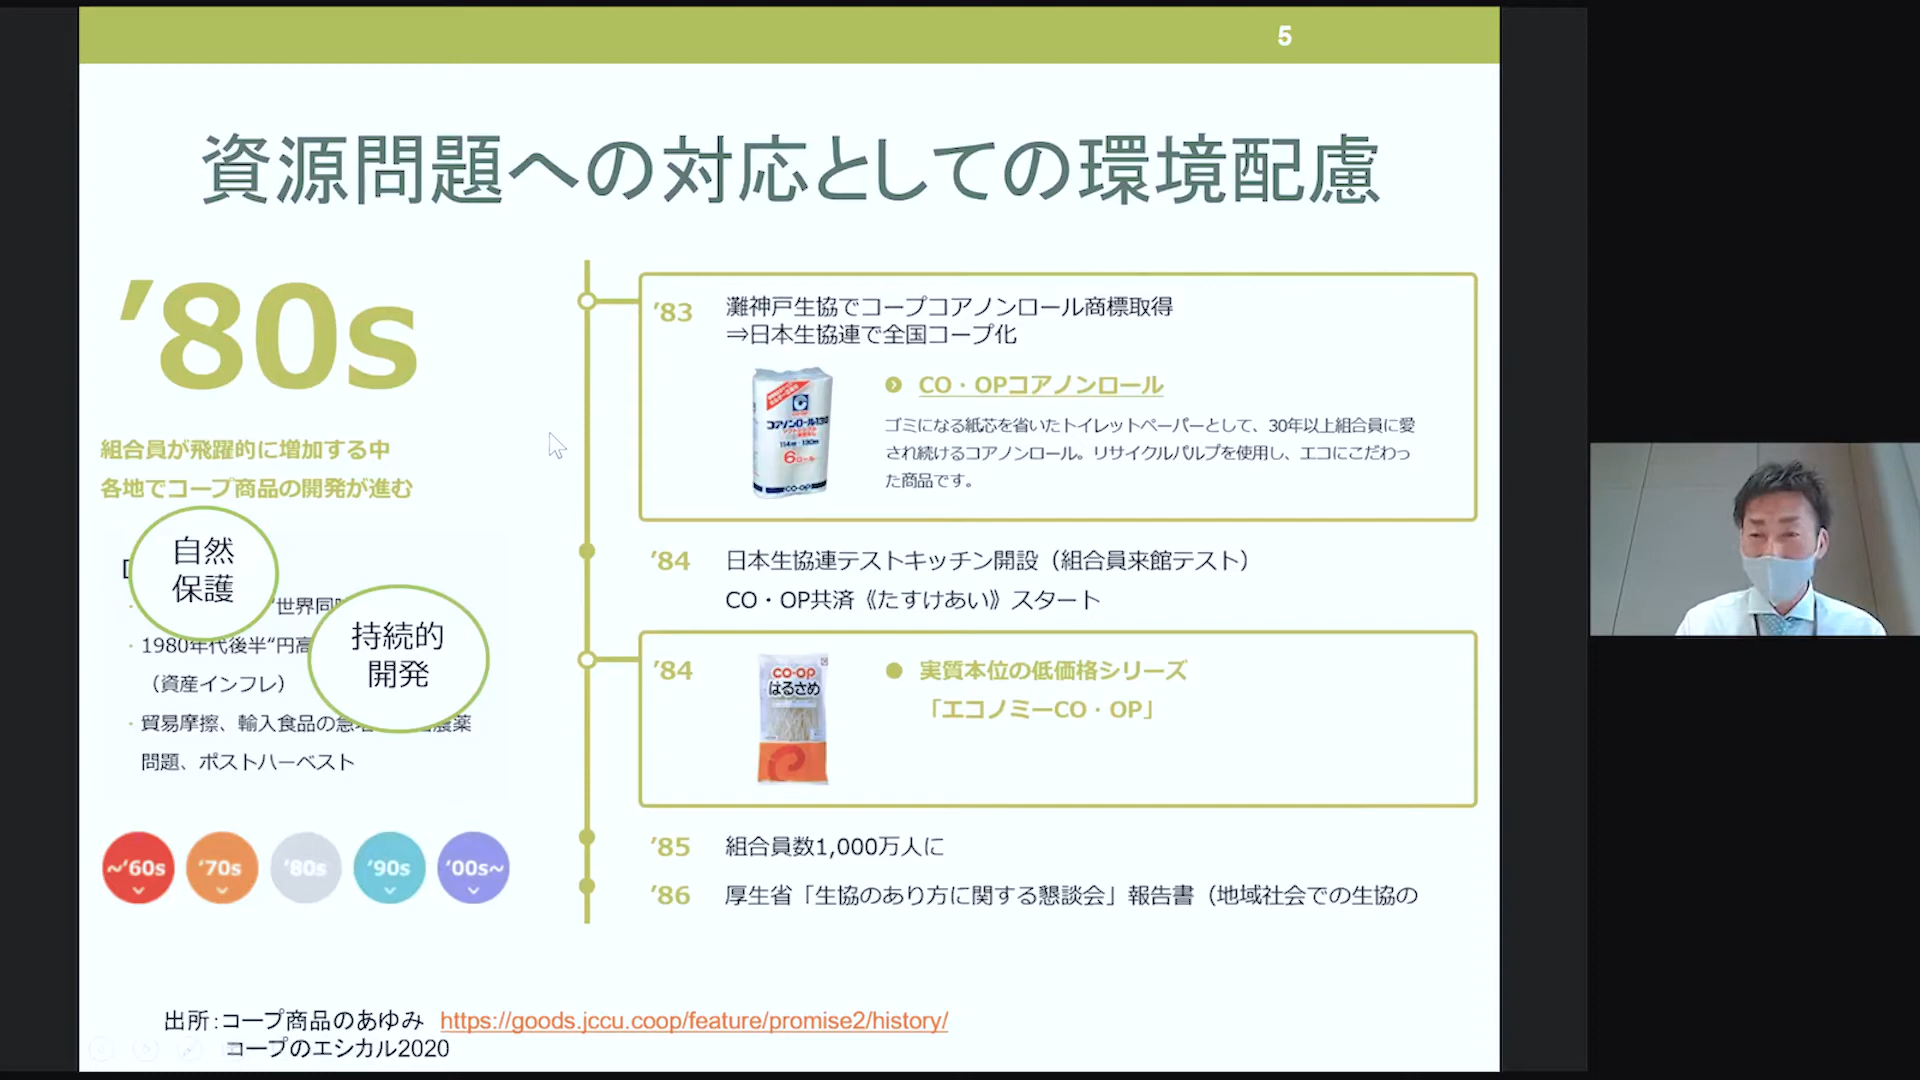 5
資源問題への対応としての環境配慮
’80s
組合員が飛躍的に増加する中
各地でコープ商品の開発が進む
自然
保護
“世界同
持続的
開発
・1980年代後半“円高
（資産インフレ）
・貿易摩擦、輸入食品の急増 農薬
問題、ポストハーベスト
~‘60s
‘70s
‘80s
‘90s
‘00s~
’83 灘神戸生協でコープコアノンロール商標取得
⇒日本生協連で全国コープ化
CO・OPコアノンロール
ゴミになる紙芯を省いたトイレットペーパーとして、30年以上組合員に愛
され続けるコアノンロール。リサイクルパルプを使用し、エコにこだわっ
た商品です。
コアノンロール130
114mm・130m
6ロール
CO-OP
’84 日本生協連テストキッチン開設（組合員来館テスト）
CO・OP共済《たすけあい》スタート
’84 ● 実質本位の低価格シリーズ
「エコノミーCO・OP」
CO-OP
はるさめ
’85 組合員数1,000万人に
’86 厚生省「生協のあり方に関する懇談会」報告書（地域社会での生協の
出所：コープ商品のあゆみ https://goods.jccu.coop/feature/promise2/history/
コープのエシカル2020